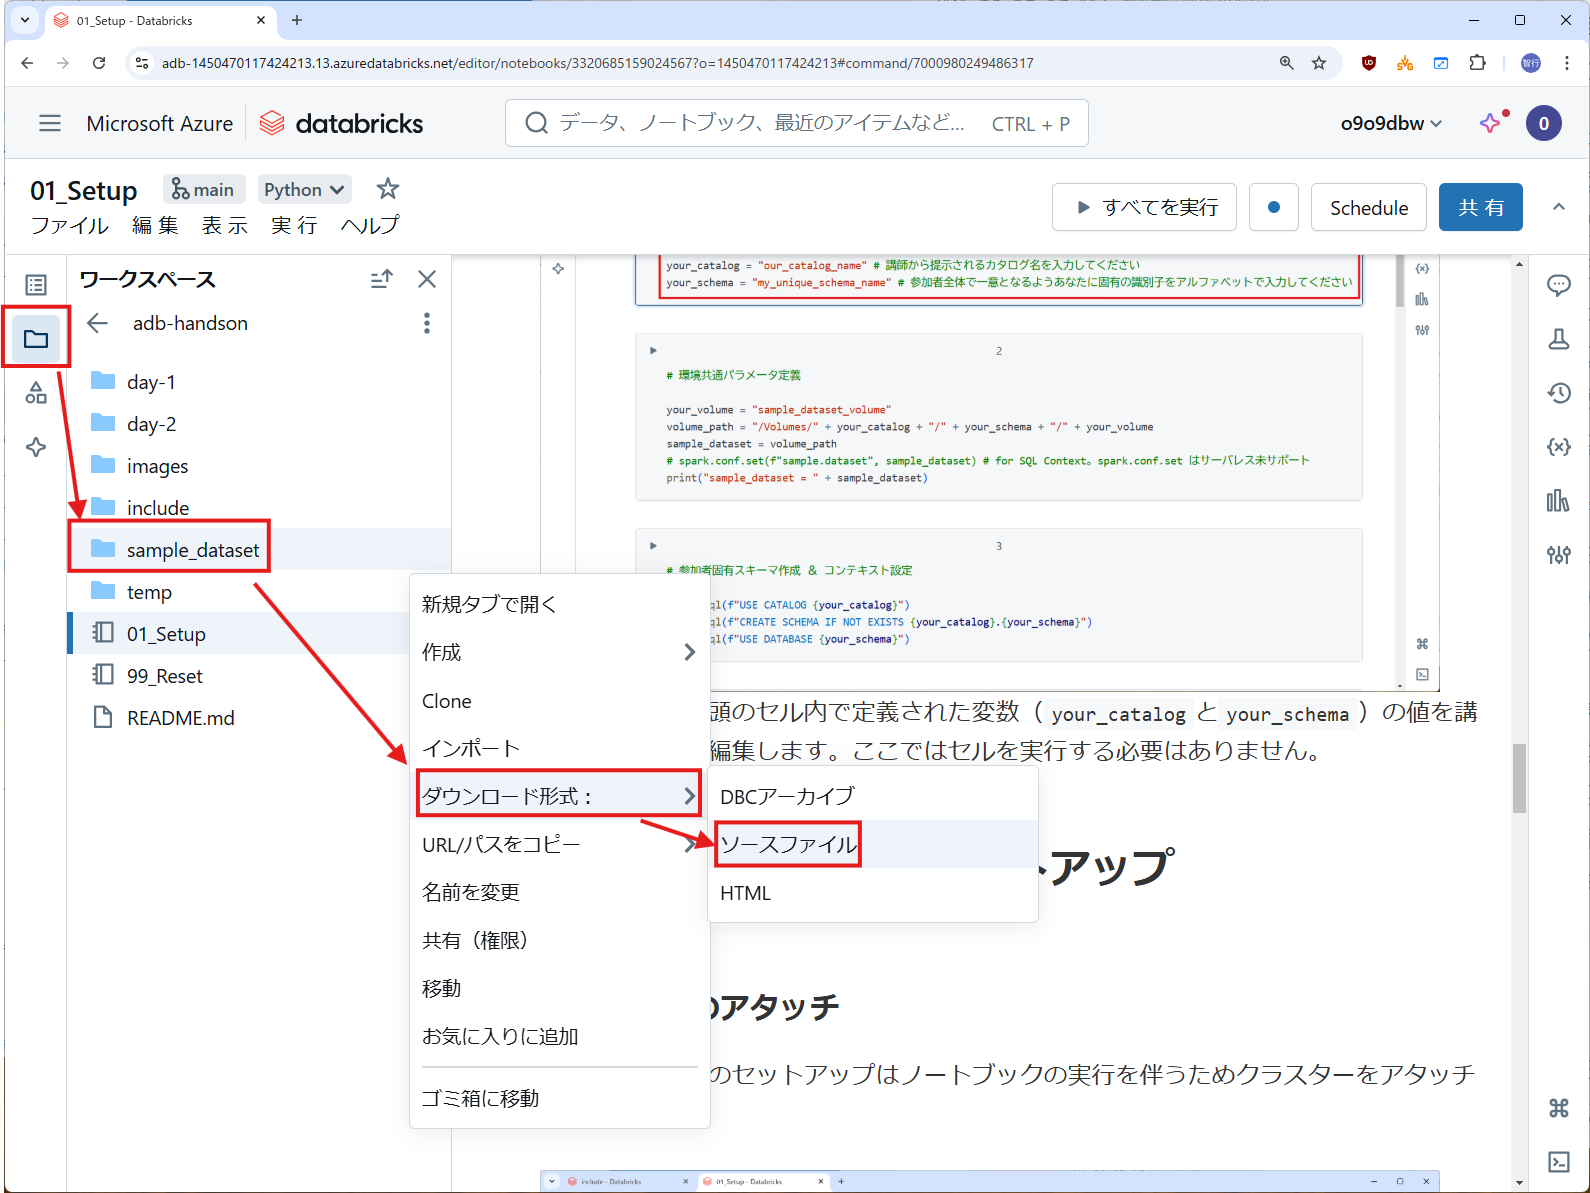 01_Setup - Databricks
adb-1450470117424213.13.azuredatabricks.net/editor/notebooks/3320685159024567?o=1450470117424213#command/7000980249486317
智行
Microsoft Azure
databricks
データ、ノートブック、最近のアイテムなど... CTRL + P
o9o9dbw
O
01_Setup
main
Python
ファイル 編集 表示 実行 ヘルプ
すべてを実行
Schedule
共有
ワークスペース
adb-handson
day-1
day-2
images
include
sample_dataset
temp
01_Setup
99_Reset
README.md
your_catalog = "our_catalog_name" # 講師から提示されるカタログ名を入力してください
your_schema = "my_unique_schema_name" # 参加者全体で一意となるようあなたに固有の識別子をアルファベットで入力してください
2
# 環境共通パラメータ定義
your_volume = "sample_dataset_volume"
volume_path = "/Volumes/" + your_catalog + "/" + your_schema + "/" + your_volume
sample_dataset = volume_path
# spark.conf.set(f"sample.dataset", sample_dataset) # for SQL Context。spark.conf.set はサーバレス未サポート
print("sample_dataset = " + sample_dataset)
3
# 参加者固有スキーマ作成 & コンテキスト設定
ql(f"USE CATALOG {your_catalog}")
ql(f"CREATE SCHEMA IF NOT EXISTS {your_catalog}.{your_schema}")
ql(f"USE DATABASE {your_schema}")
頭のセル内で定義された変数（ your_catalog と your_schema ）の値を講
編集します。ここではセルを実行する必要はありません。
トアップ
のアタッチ
のセットアップはノートブックの実行を伴うためクラスターをアタッチ
新規タブで開く
作成
Clone
インポート
ダウンロード形式：
URL/パスをコピー
名前を変更
共有（権限）
移動
お気に入りに追加
ゴミ箱に移動
DBCアーカイブ
ソースファイル
HTML
include - Databricks
01_Setup - Databricks